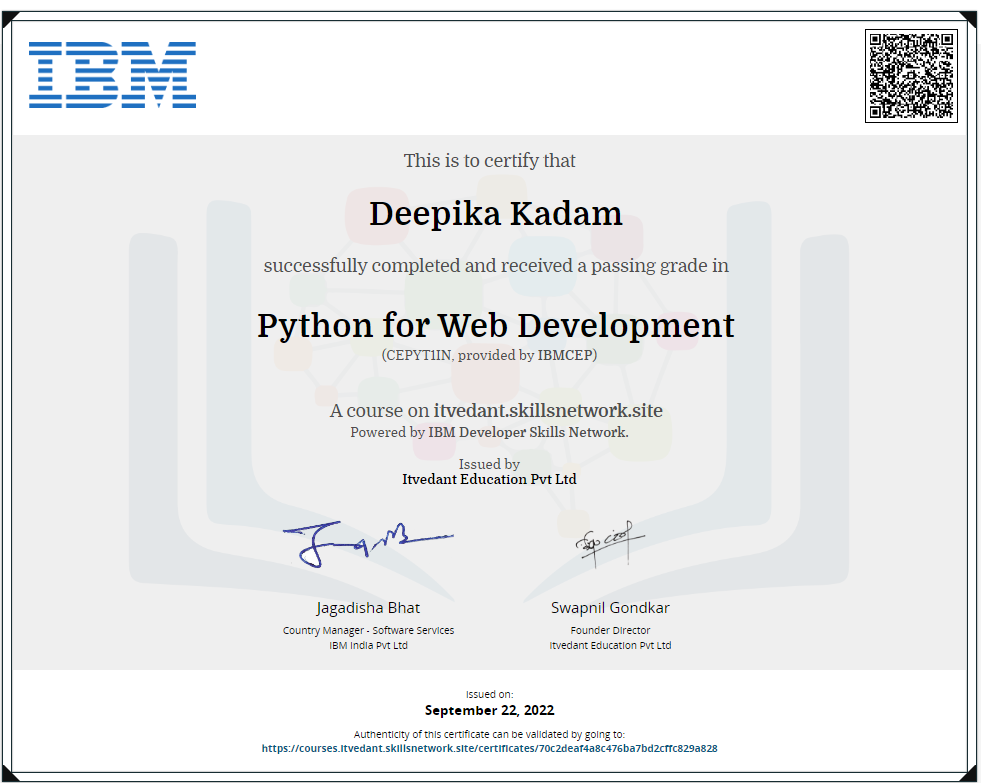 IBM
This is to certify that
Deepika Kadam
successfully completed and received a passing grade in
Python for Web Development
(CEPYT1IN, provided by IBMCEP)
A course on itvedant.skillsnetwork.site
Powered by IBM Developer Skills Network.
Issued by
Itvedant Education Pvt Ltd
Jagadisha Bhat
Country Manager - Software Services
IBM India Pvt Ltd
Swapnil Gondkar
Founder Director
Itvedant Education Pvt Ltd
Issued on:
September 22, 2022
Authenticity of this certificate can be validated by going to:
https://courses.itvedant.skillsnetwork.site/certificates/70c2deaf4a8c476ba7bd2cffc829a828